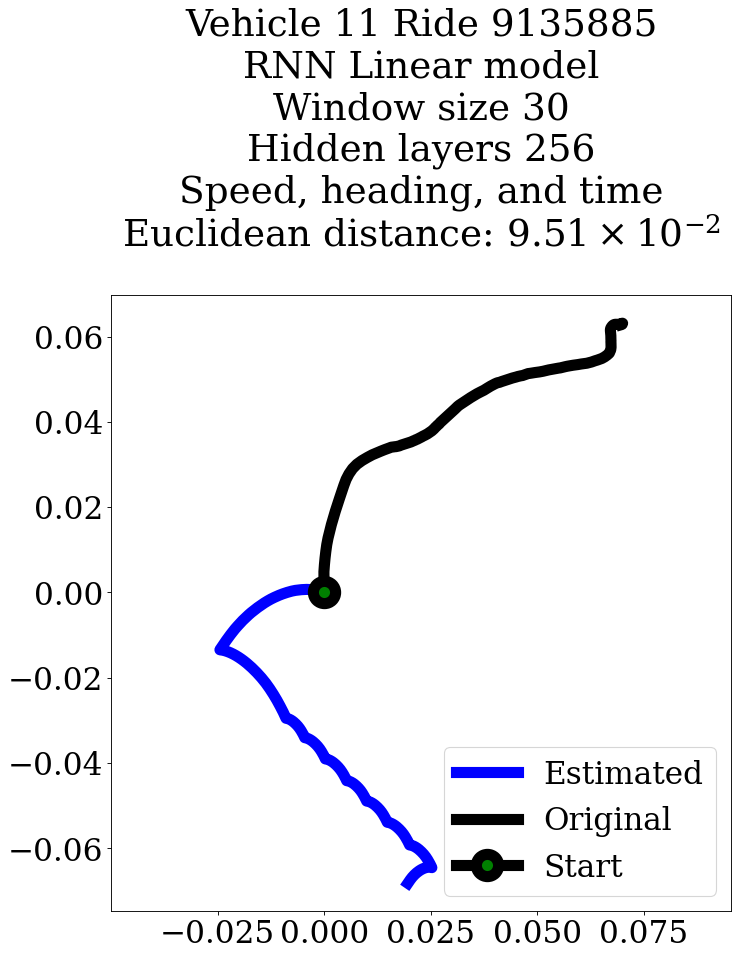 Vehicle 11 Ride 9135885
RNN Linear model
Window size 30
Hidden layers 256
Speed, heading, and time
Euclidean distance: 9.51 × 10⁻²
0.06
0.04
0.02
0.00
−0.02
−0.04
−0.06
Estimated
Original
Start
−0.025 0.000 0.025 0.050 0.075